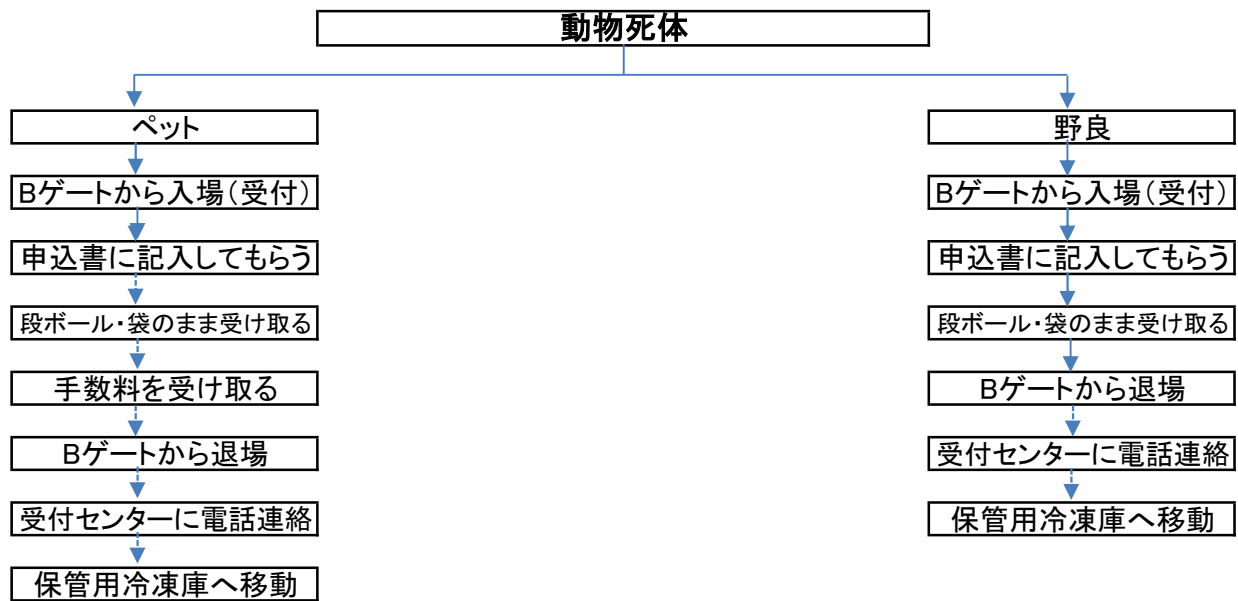 動物死体
ペット
Bゲートから入場(受付)
申込書に記入してもらう
段ボール・袋のまま受け取る
手数料を受け取る
Bゲートから退場
受付センターに電話連絡
保管用冷凍庫へ移動
野良
Bゲートから入場(受付)
申込書に記入してもらう
段ボール・袋のまま受け取る
Bゲートから退場
受付センターに電話連絡
保管用冷凍庫へ移動